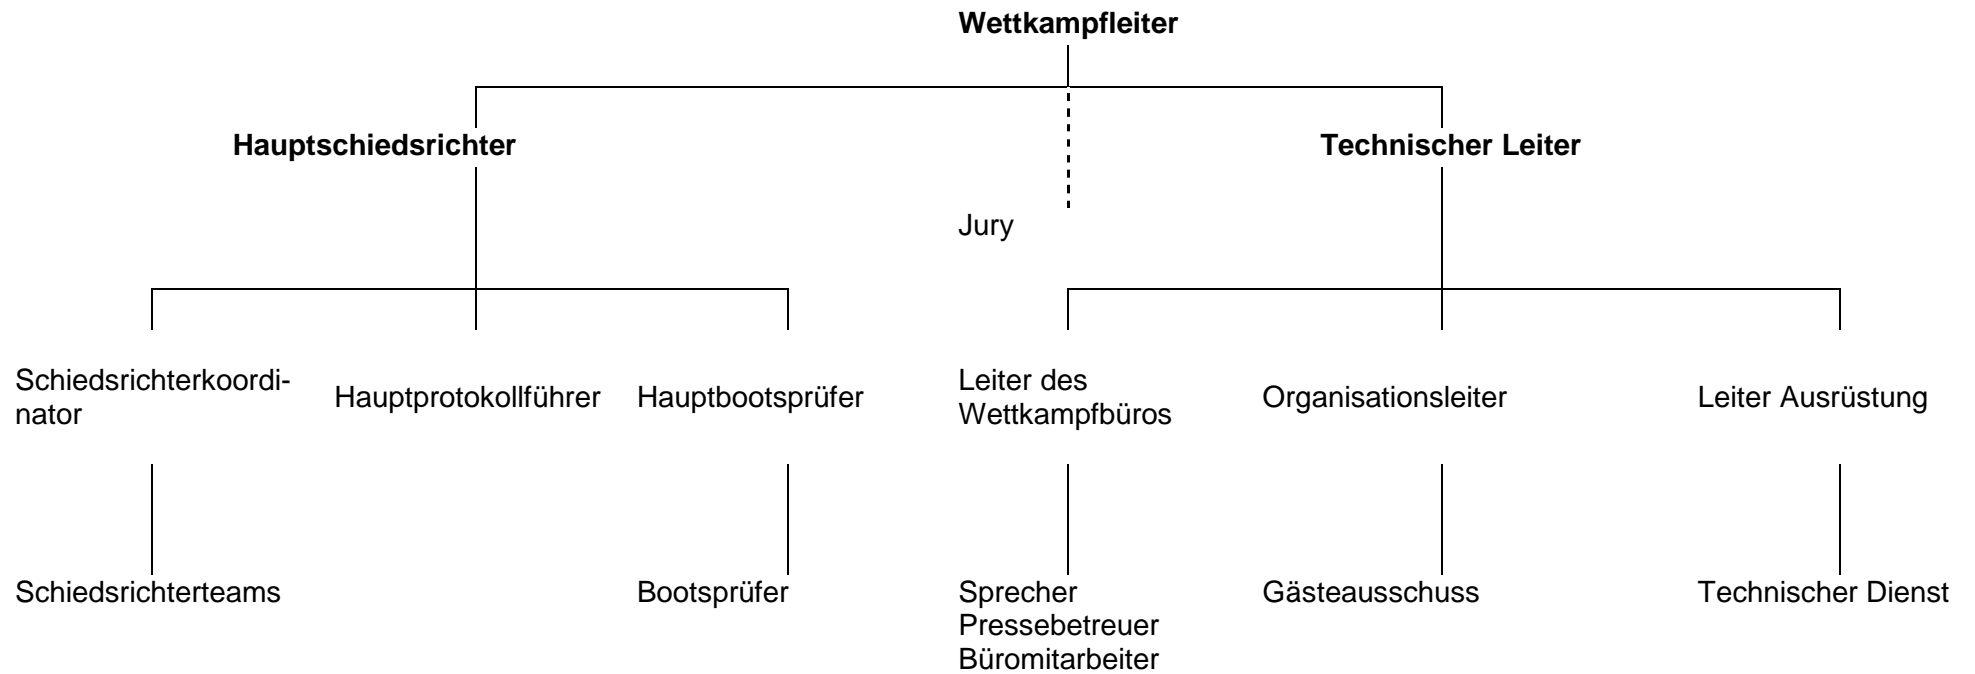 Wettkampfleiter
Hauptschiedsrichter
Technischer Leiter
Jury
Schiedsrichterkoordi-
nator
Hauptprotokollführer
Hauptbootsprüfer
Leiter des
Wettkampfbüros
Organisationsleiter
Leiter Ausrüstung
Schiedsrichterteams
Bootsprüfer
Sprecher
Pressebetreuer
Büromitarbeiter
Gästeausschuss
Technischer Dienst